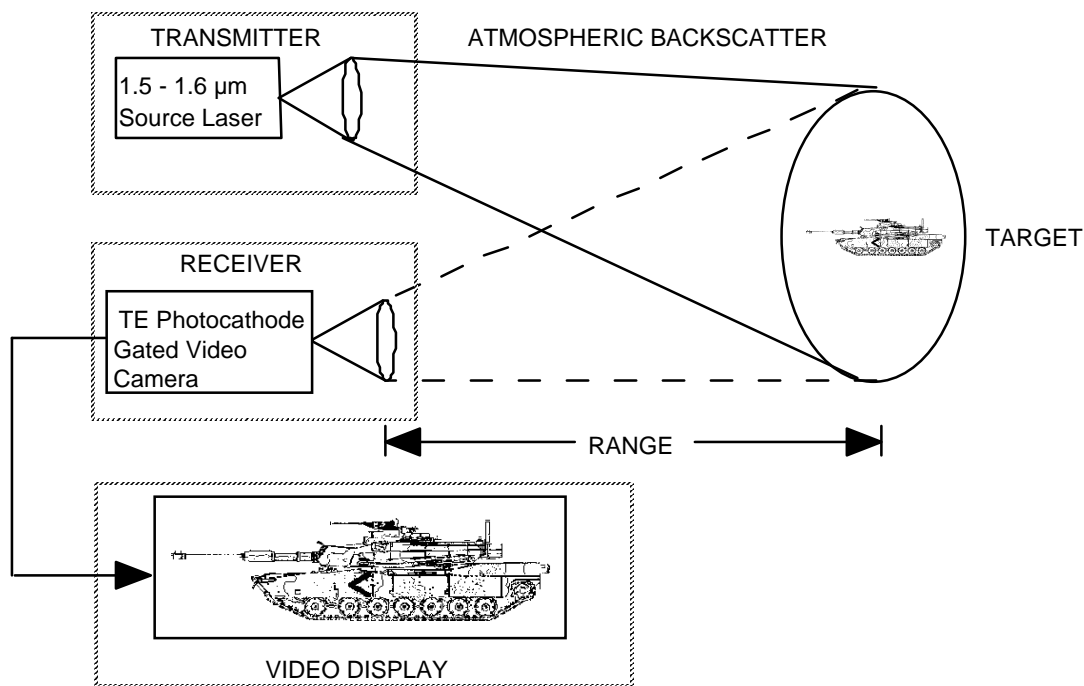 TRANSMITTER
ATMOSPHERIC BACKSCATTER
1.5 - 1.6 µm
Source Laser
TARGET
RECEIVER
TE Photocathode
Gated Video
Camera
RANGE
VIDEO DISPLAY